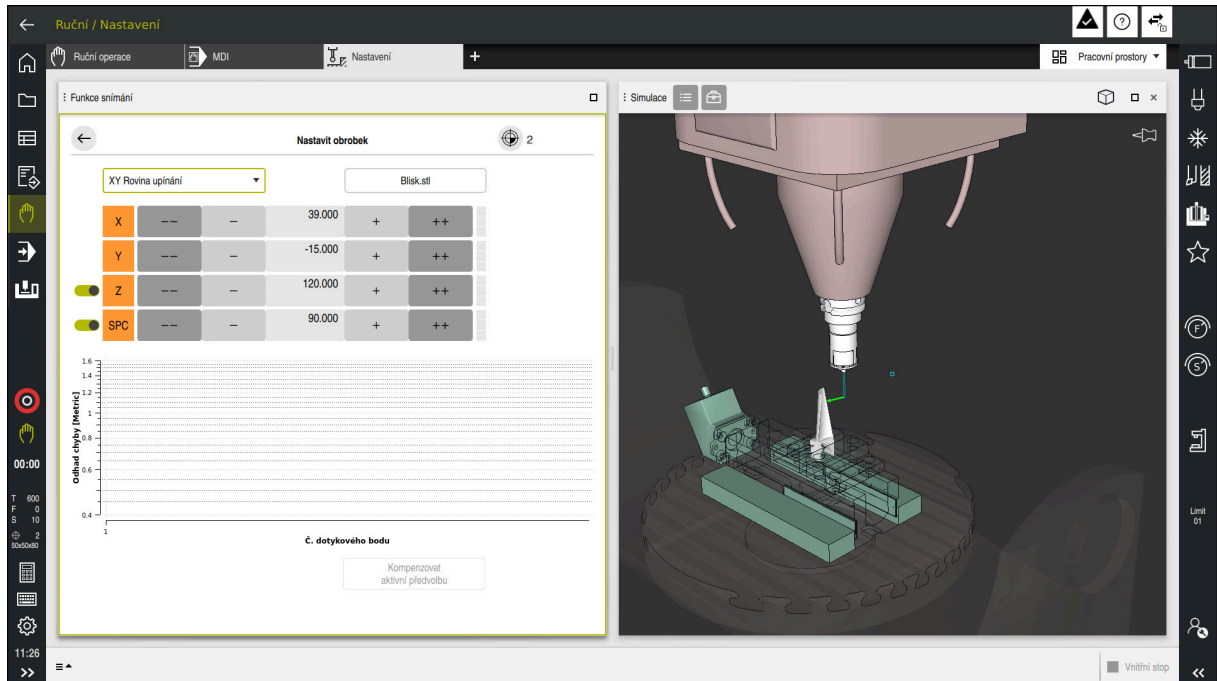 Ruční / Nastavení
Ruční operace
MDI
Nastavení
+
Pracovní prostory
Funkce snímání
Simulace
Nastavit obrobek
2
XY Rovina upínání
Blisk.stl
X -- - 39.000 + ++
Y -- - -15.000 + ++
Z -- - 120.000 + ++
SPC -- - 90.000 + ++
Odhad chyby [Metric]
1.6
1.4
1.2
1
0.8
0.6
0.4
1
Č. dotykového bodu
Kompenzovat
aktivní předvolbu
00:00
T 600
F 0
S 10
2
50x50x80
11:26
F
S
Limit
01
Vnitřní stop